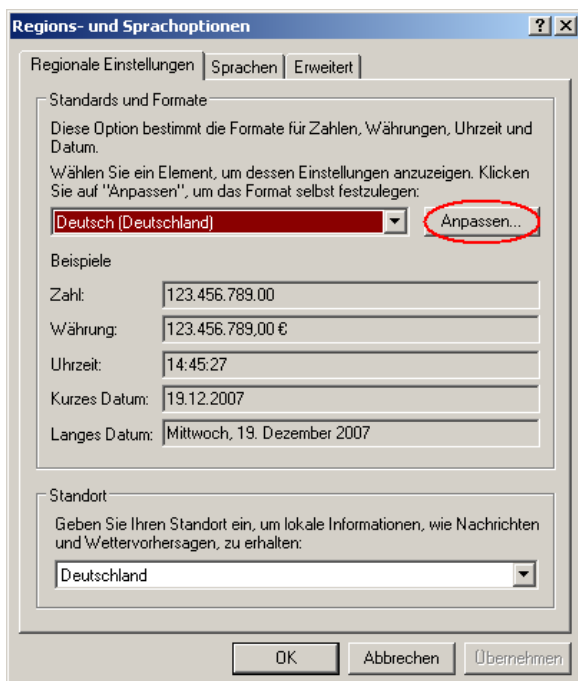 Regions- und Sprachoptionen
Regionale Einstellungen Sprachen Erweitert
Standards und Formate
Diese Option bestimmt die Formate für Zahlen, Währungen, Uhrzeit und
Datum.
Wählen Sie ein Element, um dessen Einstellungen anzuzeigen. Klicken
Sie auf "Anpassen", um das Format selbst festzulegen:
Deutsch (Deutschland) Anpassen...
Beispiele
Zahl: 123.456.789.00
Währung: 123.456.789,00 €
Uhrzeit: 14:45:27
Kurzes Datum: 19.12.2007
Langes Datum: Mittwoch, 19. Dezember 2007
Standort
Geben Sie Ihren Standort ein, um lokale Informationen, wie Nachrichten
und Wettervorhersagen, zu erhalten:
Deutschland
OK Abbrechen Übernehmen